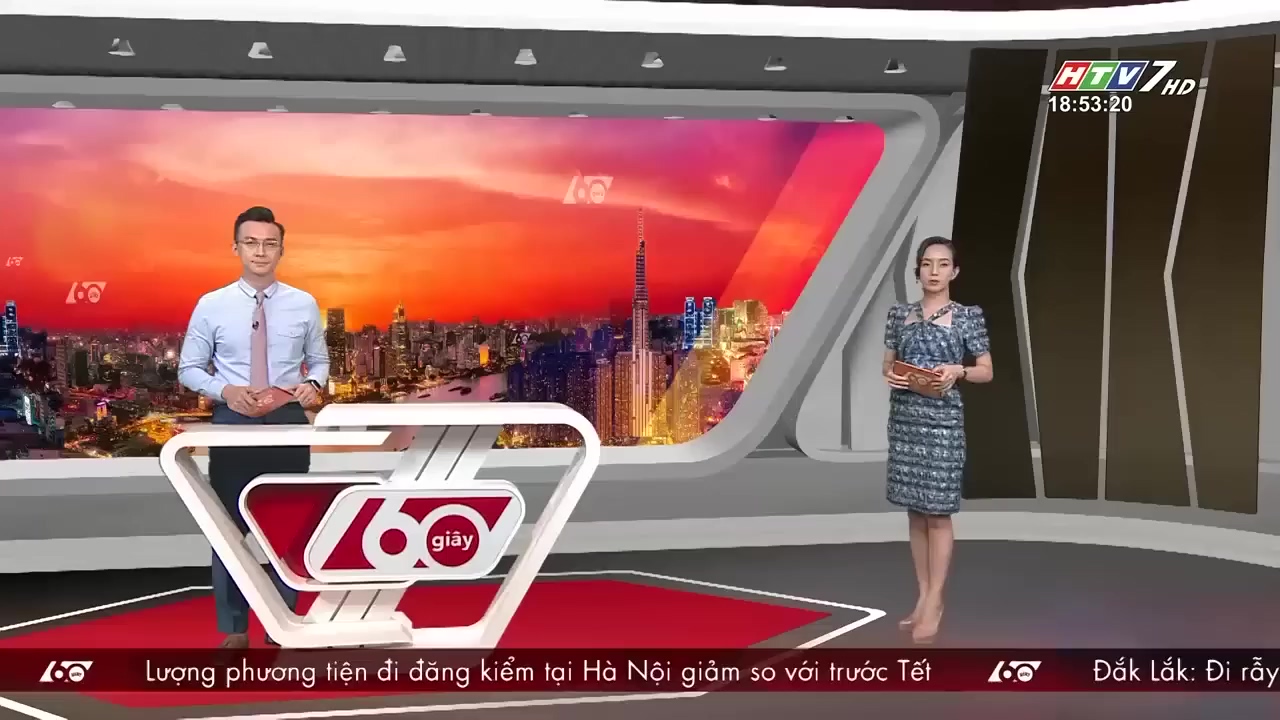 HTV7 HD
18:53:20
60 giây
Lượng phương tiện đi đăng kiểm tại Hà Nội giảm so với trước Tết
Đắk Lắk: Đi rẫy